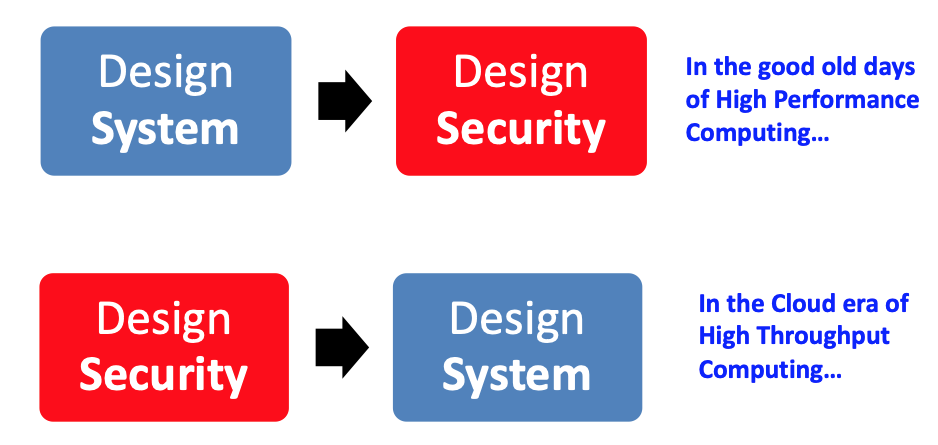 Design
System
Design
Security
In the good old days
of High Performance
Computing...
Design
Security
Design
System
In the Cloud era of
High Throughput
Computing...